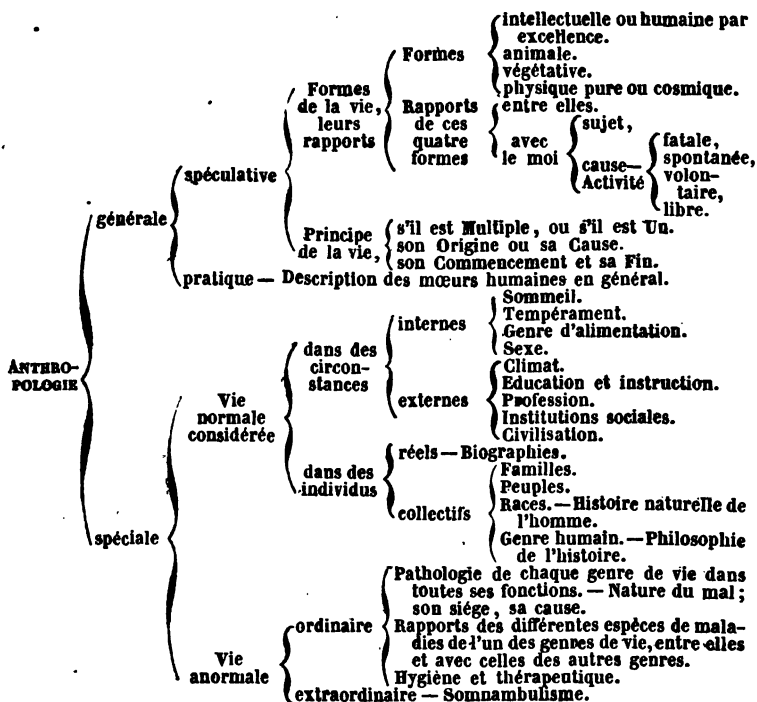 intellectuelle ou humaine par
excellence.
Formes
animale.
végétative.
physique pure ou cosmique.
Formes
de la vie,
leurs
rapports
Rapports
de ces
quatre
formes
entre elles.
avec
le moi
sujet,
cause—
Activité
fatale,
spontanée,
volon-
taire,
libre.
spéculative
générale
Principe
de la vie,
s'il est Multiple, ou s'il est Un.
son Origine ou sa Cause.
son Commencement et sa Fin.
pratique — Description des mœurs humaines en général.
ANTHRO-
POLOGIE
internes
Sommeil.
Tempérament.
Genre d'alimentation.
Sexe.
dans des
circon-
stances
externes
Climat.
Education et instruction.
Profession.
Institutions sociales.
Civilisation.
Vie
normale
considérée
dans des
individus
réels — Biographies.
collectifs
Familles.
Peuples.
Races. — Histoire naturelle de
l'homme.
Genre humain. — Philosophie
de l'histoire.
spéciale
Vie
anormale
ordinaire
Pathologie de chaque genre de vie dans
toutes ses fonctions. — Nature du mal;
son siége, sa cause.
Rapports des différentes espèces de mala-
dies de l'un des genres de vie, entre elles
et avec celles des autres genres.
Hygiène et thérapeutique.
extraordinaire — Somnambulisme.